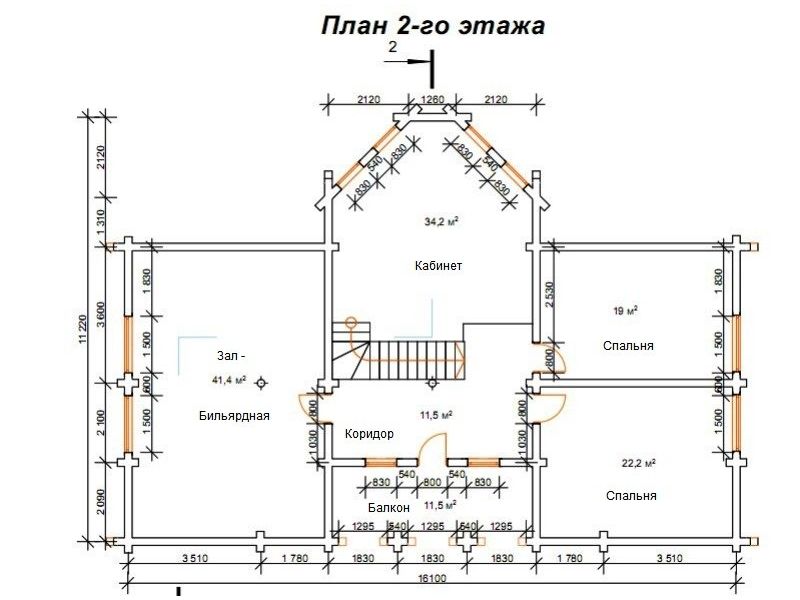 План 2-го этажа
2
2120 1260 2120
830 540 830
830 540 830
2120
1 310
3 600
2 100
2 090
11 220
1 830
1 500
600
1 500
34,2 м²
Кабинет
2 530
800
19 м²
Спальня
1 830
1 500
600
1 500
Зал -
41,4 м²
Бильярдная
800
1 030
11,5 м²
Коридор
800
1 030
22,2 м²
Спальня
540 540
830 800 830
Балкон 11,5 м²
1295 540 1295 540 1295
3 510 1 780 1830 1830 1830 1 780 3 510
16100